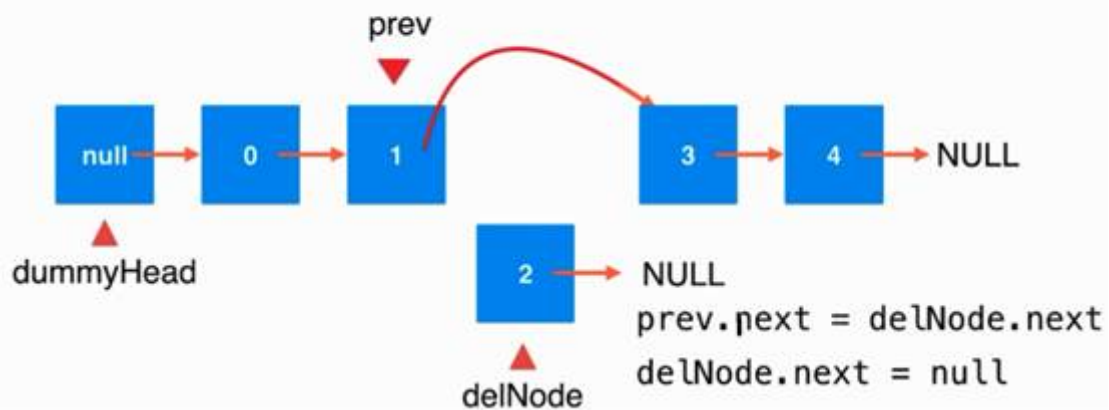 prev
null 0 1 3 4 NULL
dummyHead
2 NULL
prev.next = delNode.next
delNode.next = null
delNode